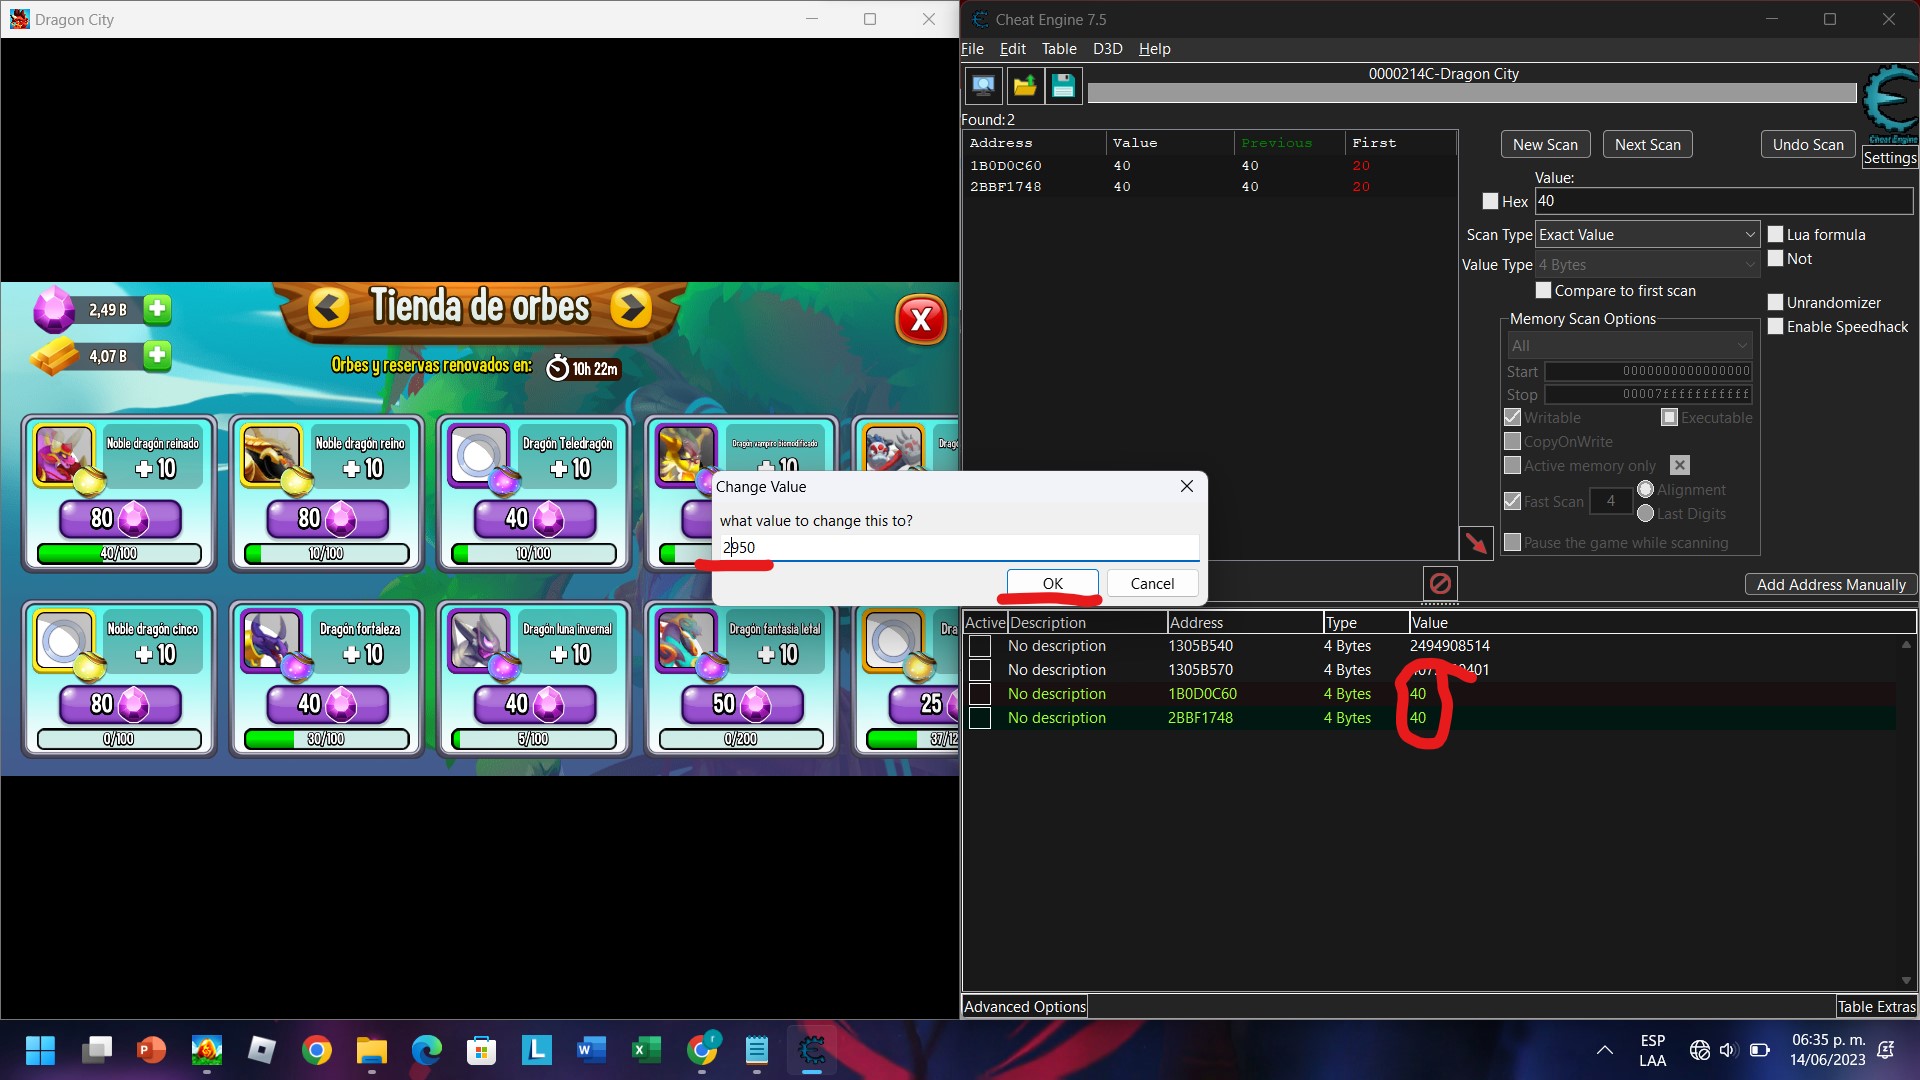 Dragon City
2,49 B
4,07 B
Tienda de orbes
X
Orbes y reservas renovados en:
10h 22m
Noble dragón reinado
+10
80
40/100
Noble dragón reino
+10
80
10/100
Dragón Teledragón
+10
40
10/100
Dragón vampiro biomodificado
+10
Noble dragón cinco
+10
80
0/100
Dragón fortaleza
+10
40
30/100
Dragón luna invernal
+10
40
5/100
Dragón fantasía letal
+10
50
0/200
25
Cheat Engine 7.5
File Edit Table D3D Help
0000214C-Dragon City
Cheat Engine
Settings
Found:2
Address Value Previous First
1B0D0C60 40 40 20
2BBF1748 40 40 20
New Scan Next Scan Undo Scan
Value:
Hex 40
Scan Type Exact Value
Lua formula
Value Type 4 Bytes
Not
Compare to first scan
Unrandomizer
Enable Speedhack
Memory Scan Options
All
Start 0000000000000000
Stop 00007fffffffffff
Writable Executable
CopyOnWrite
Active memory only
Fast Scan 4 Alignment
Last Digits
Pause the game while scanning
Change Value
what value to change this to?
2950
OK Cancel
Add Address Manually
Active Description Address Type Value
No description 1305B540 4 Bytes 2494908514
No description 1305B570 4 Bytes
No description 1B0D0C60 4 Bytes 40
No description 2BBF1748 4 Bytes 40
Advanced Options Table Extras
ESP
LAA
06:35 p. m.
14/06/2023